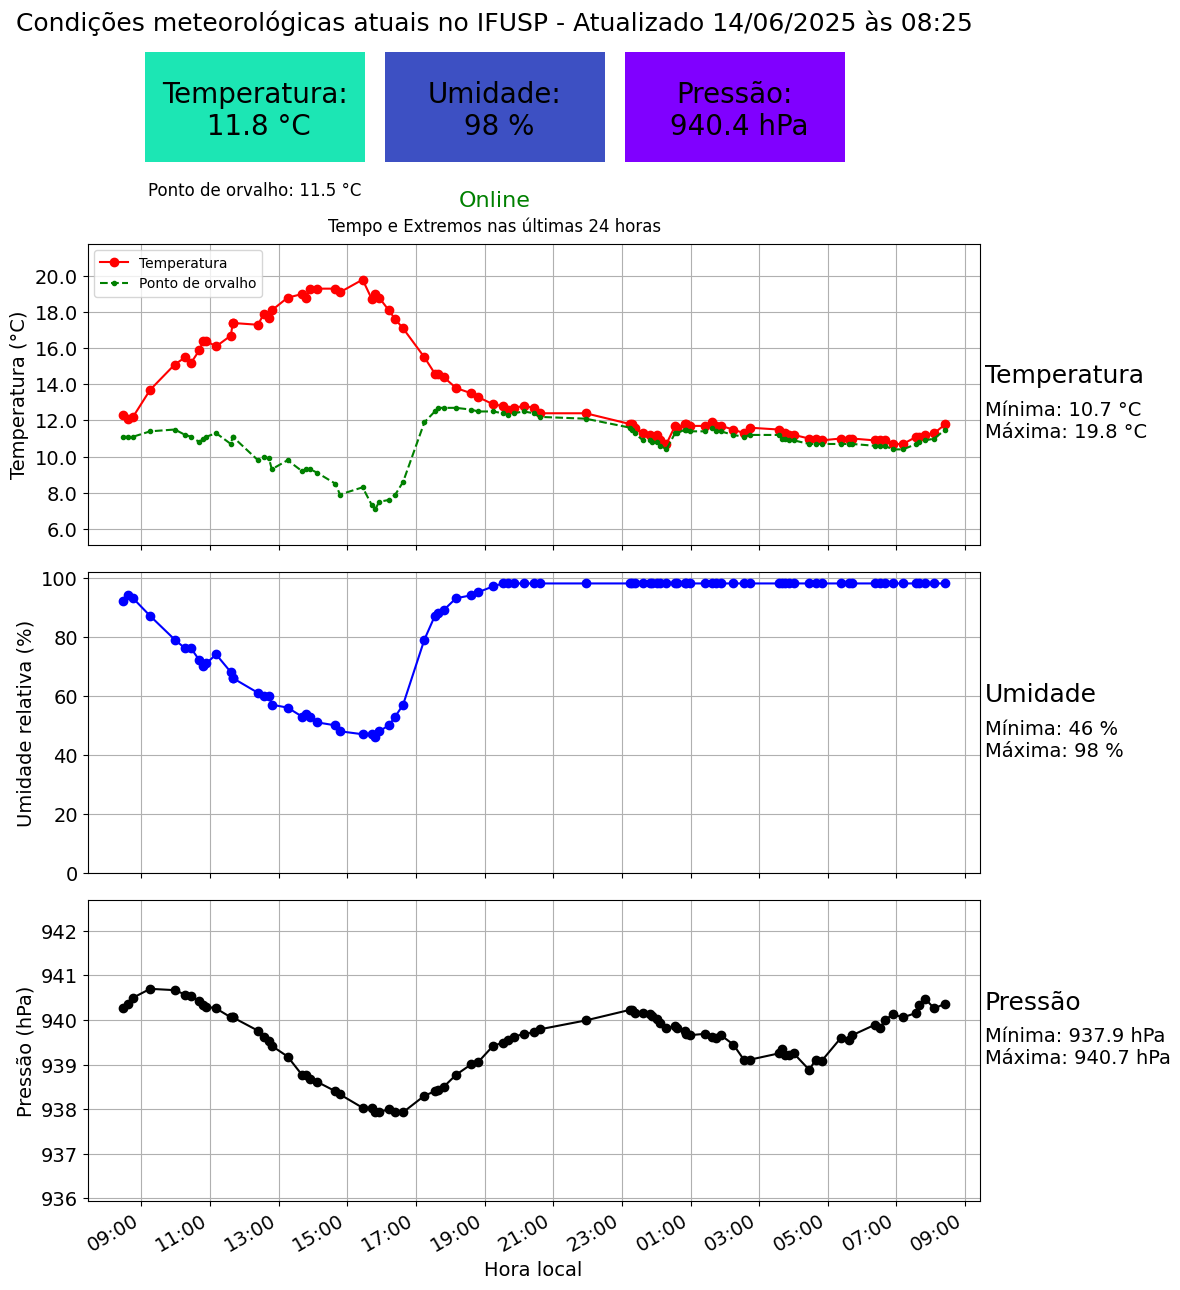 Condições meteorológicas atuais no IFUSP - Atualizado 14/06/2025 às 08:25
Temperatura:
11.8 °C
Umidade:
98 %
Pressão:
940.4 hPa
Ponto de orvalho: 11.5 °C
Online
Tempo e Extremos nas últimas 24 horas
Temperatura
Ponto de orvalho
Temperatura (°C)
20.0
18.0
16.0
14.0
12.0
10.0
8.0
6.0
Temperatura
Mínima: 10.7 °C
Máxima: 19.8 °C
Umidade relativa (%)
100
80
60
40
20
0
Umidade
Mínima: 46 %
Máxima: 98 %
Pressão (hPa)
942
941
940
939
938
937
936
Pressão
Mínima: 937.9 hPa
Máxima: 940.7 hPa
09:00
11:00
13:00
15:00
17:00
19:00
21:00
23:00
01:00
03:00
05:00
07:00
09:00
Hora local